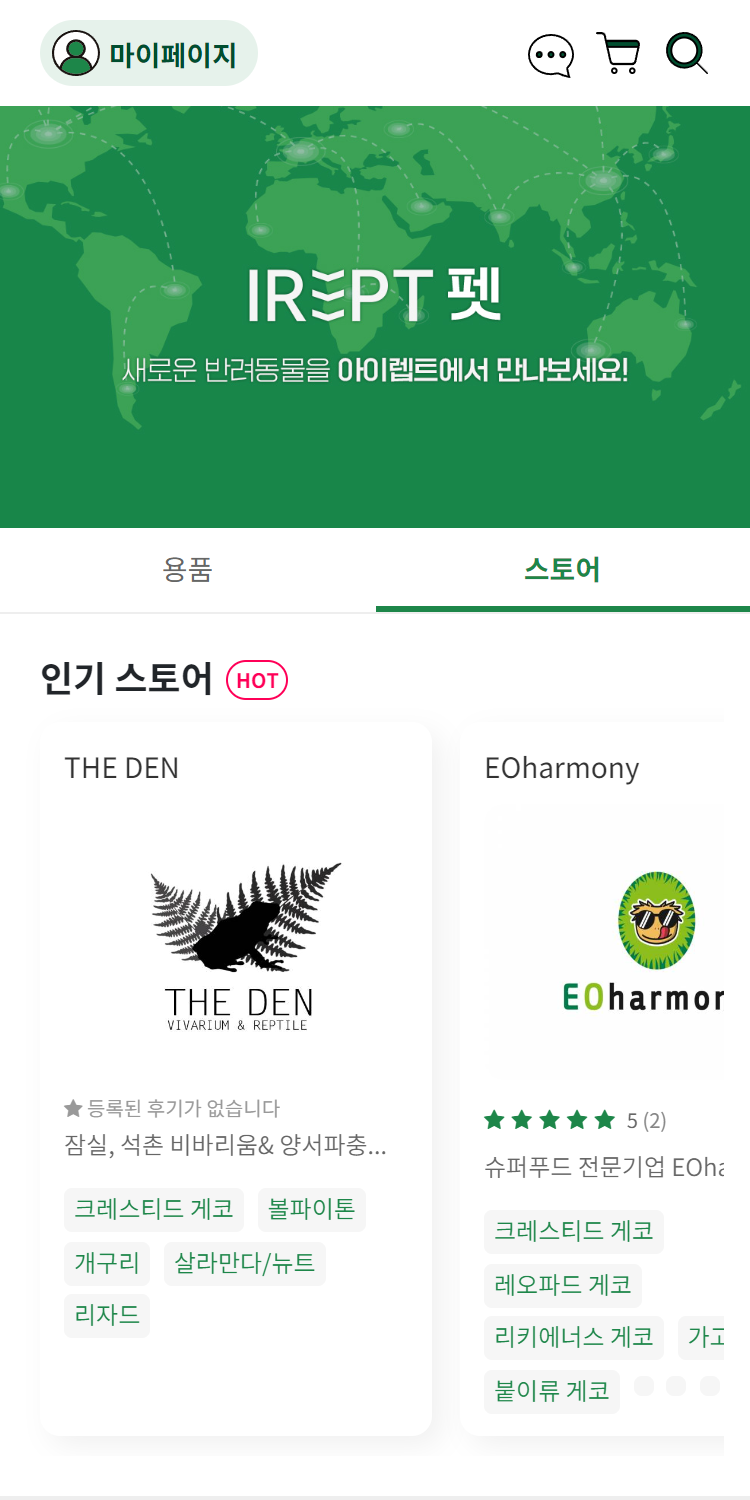 마이페이지
IREPT 펫
새로운 반려동물을 아이렙트에서 만나보세요!
용품
스토어
인기 스토어 HOT
THE DEN
THE DEN
VIVARIUM & REPTILE
등록된 후기가 없습니다
잠실, 석촌 비바리움& 양서파충...
크레스티드 게코
볼파이톤
개구리
살라만다/뉴트
리자드
EOharmony
EOharmon
5 (2)
슈퍼푸드 전문기업 EOha
크레스티드 게코
레오파드 게코
리키에너스 게코
가고
붙이류 게코